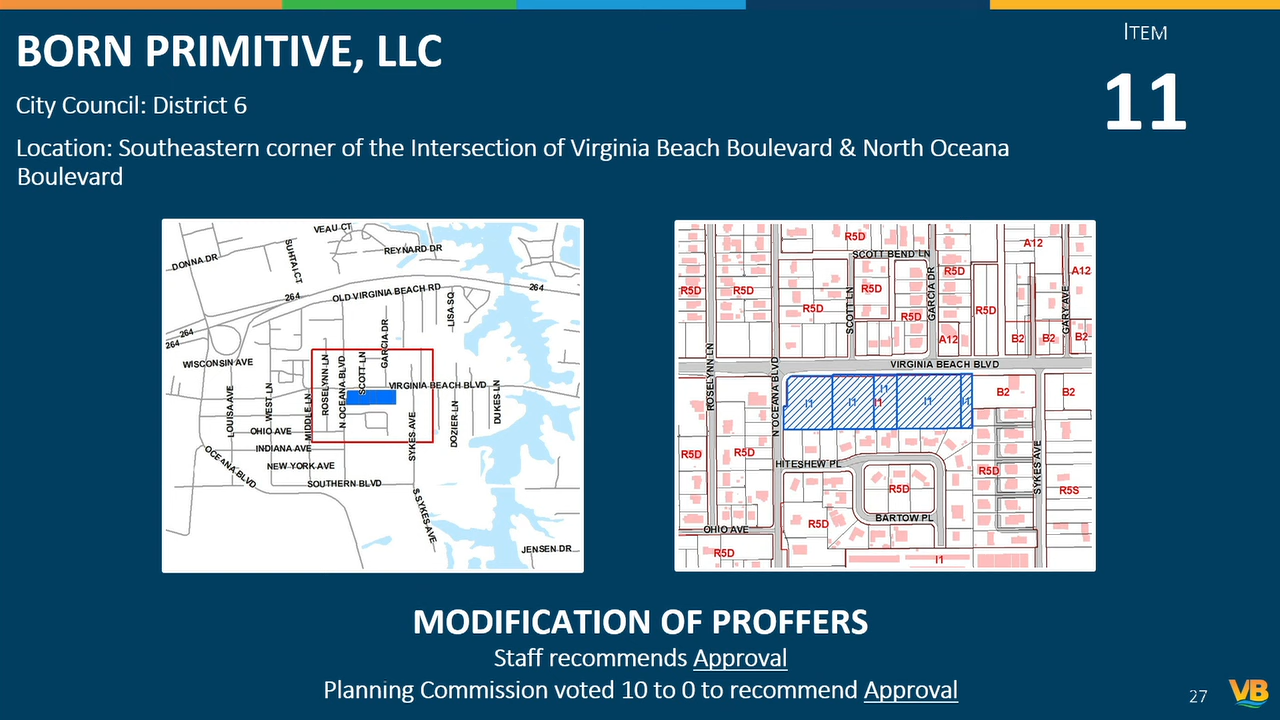 BORN PRIMITIVE, LLC
ITEM
11
City Council: District 6
Location: Southeastern corner of the Intersection of Virginia Beach Boulevard & North Oceana
Boulevard
VEAU CT
REYNARD DR
SUHTAI CT
DONNA DR
264
OLD VIRGINIA BEACH RD
264
LISA SQ
264
264
GARCIA DR
WISCONSIN AVE
ROSELYNN LN
N OCEANA BLVD
SCOTT LN
VIRGINIA BEACH BLVD
LOUISA AVE
WEST LN
MIDDLE LN
DUKES LN
DOZIER LN
SYKES AVE
OHIO AVE
INDIANA AVE
OCEANA BLVD
NEW YORK AVE
SOUTHERN BLVD
S SYKES AVE
JENSEN DR
R5D
A12
SCOTT BEND LN
R5D
A12
R5D
R5D
R5D
GARCIA DR
GARY AVE
R5D
SCOTT LN
R5D
R5D
A12
B2
B2
B2
ROSELYNN LN
N OCEANA BLVD
VIRGINIA BEACH BLVD
I1
I1
I1
I1
I1
I1
B2
B2
R5D
R5D
HITESHEW PL
R5D
SYKES AVE
R5D
R5S
BARTOW PL
R5D
OHIO AVE
R5D
I1
MODIFICATION OF PROFFERS
Staff recommends Approval
Planning Commission voted 10 to 0 to recommend Approval
27
VB